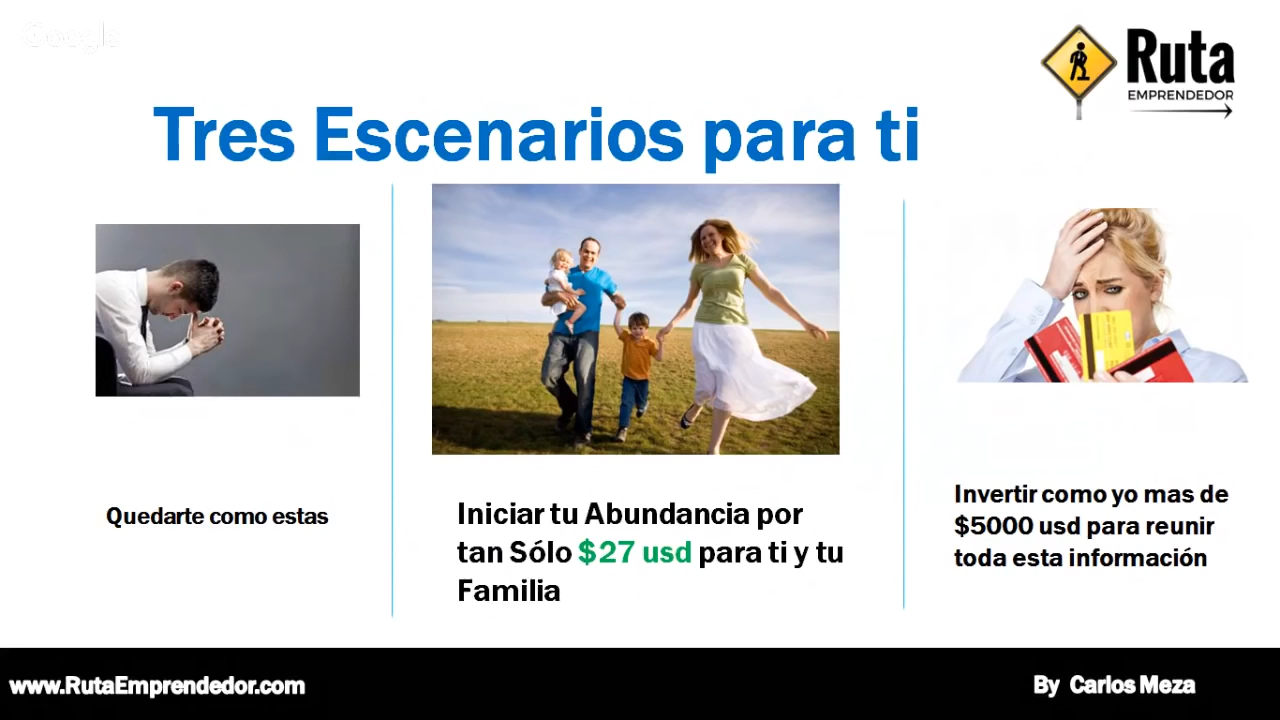 Google
Ruta
EMPRENDEDOR
Tres Escenarios para ti
Quedarte como estas
Iniciar tu Abundancia por
tan Sólo $27 usd para ti y tu
Familia
Invertir como yo mas de
$5000 usd para reunir
toda esta información
www.RutaEmprendedor.com
By Carlos Meza